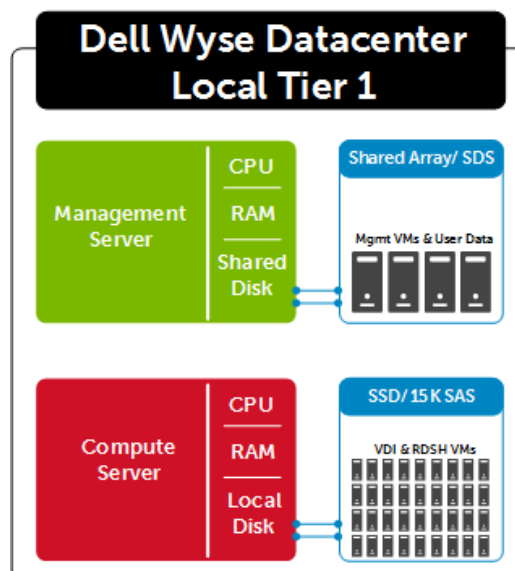 Dell Wyse Datacenter
Local Tier 1
Management
Server
CPU
RAM
Shared
Disk
Shared Array/ SDS
Mgmt VMs & User Data
Compute
Server
CPU
RAM
Local
Disk
SSD/ 15K SAS
VDI & RDSH VMs